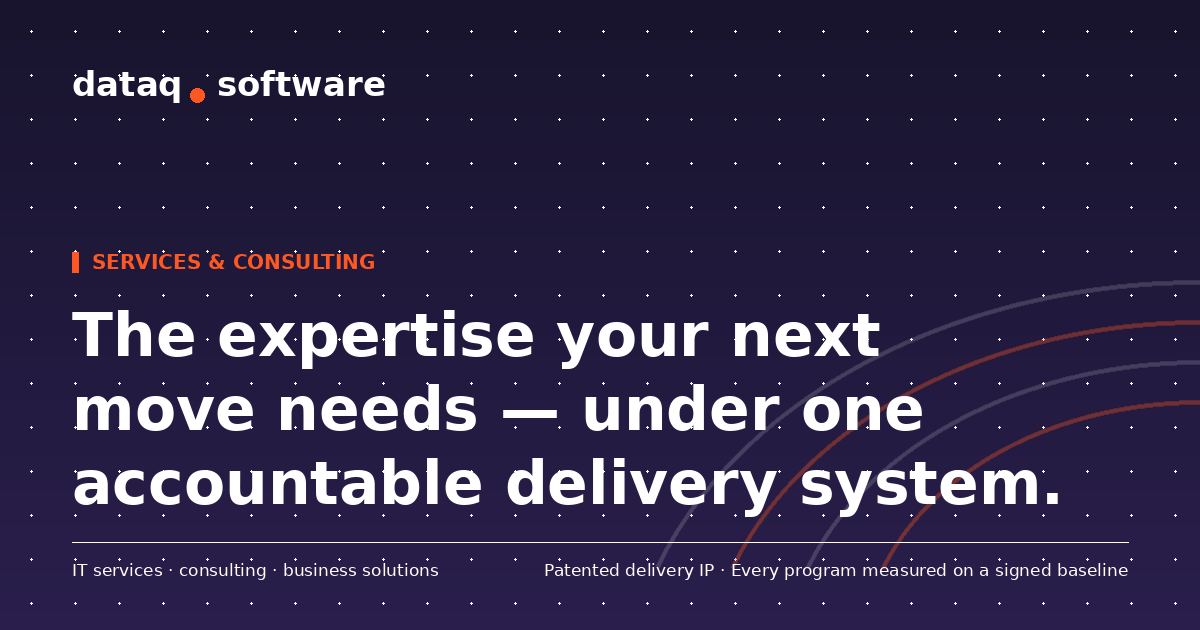 dataq.software
SERVICES & CONSULTING
The expertise your next
move needs — under one
accountable delivery system.
IT services · consulting · business solutions
Patented delivery IP · Every program measured on a signed baseline